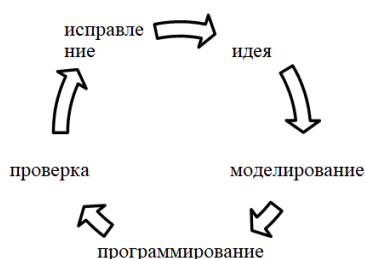 исправле
ние
идея
проверка
моделирование
программирование